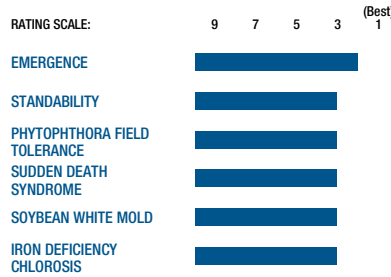 (Best)
RATING SCALE: 9 7 5 3 1
EMERGENCE
STANDABILITY
PHYTOPHTHORA FIELD
TOLERANCE
SUDDEN DEATH
SYNDROME
SOYBEAN WHITE MOLD
IRON DEFICIENCY
CHLOROSIS